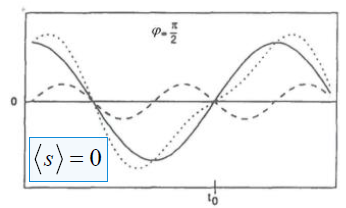 φ=π/2
0
⟨s⟩ = 0
t₀